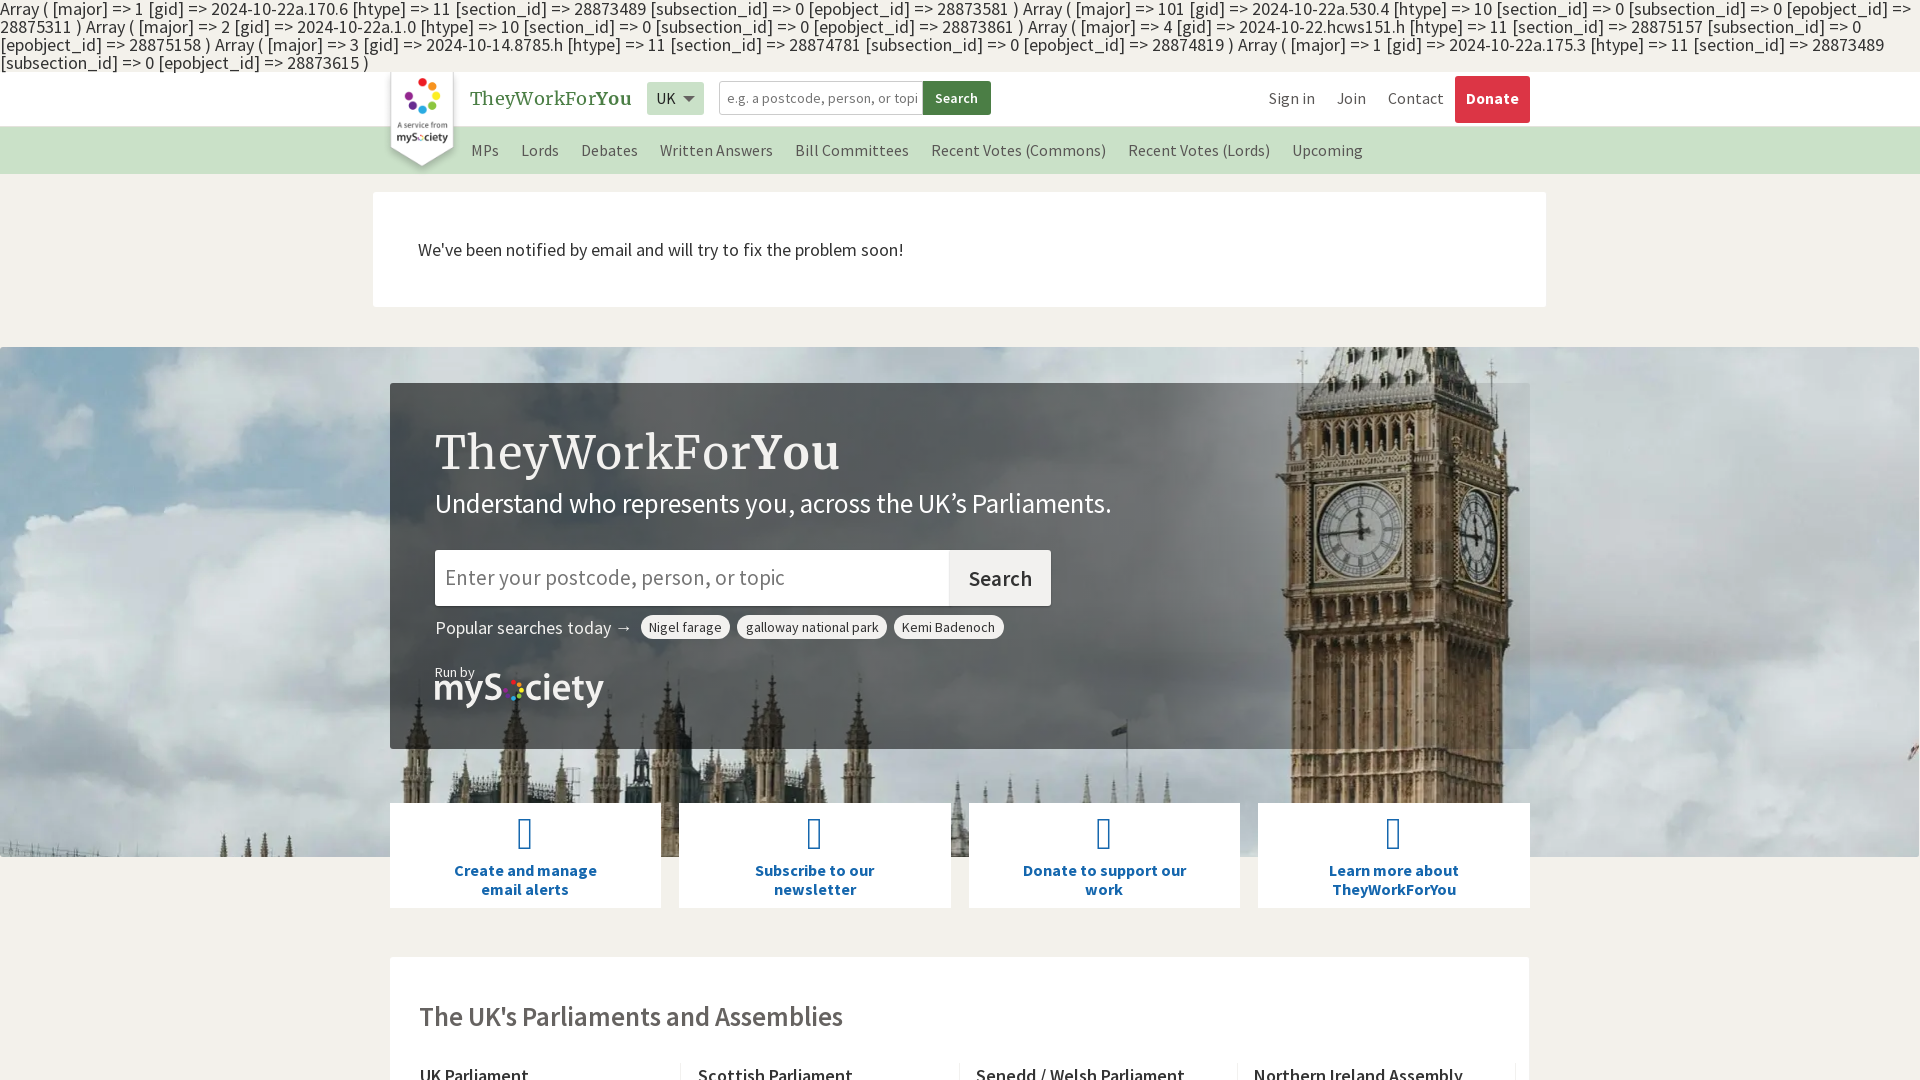 Array ( [major] => 1 [gid] => 2024-10-22a.170.6 [htype] => 11 [section_id] => 28873489 [subsection_id] => 0 [epobject_id] => 28873581 ) Array ( [major] => 101 [gid] => 2024-10-22a.530.4 [htype] => 10 [section_id] => 0 [subsection_id] => 0 [epobject_id] =>
28875311 ) Array ( [major] => 2 [gid] => 2024-10-22a.1.0 [htype] => 10 [section_id] => 0 [subsection_id] => 0 [epobject_id] => 28873861 ) Array ( [major] => 4 [gid] => 2024-10-22.hcws151.h [htype] => 11 [section_id] => 28875157 [subsection_id] => 0
[epobject_id] => 28875158 ) Array ( [major] => 3 [gid] => 2024-10-14.8785.h [htype] => 11 [section_id] => 28874781 [subsection_id] => 0 [epobject_id] => 28874819 ) Array ( [major] => 1 [gid] => 2024-10-22a.175.3 [htype] => 11 [section_id] => 28873489
[subsection_id] => 0 [epobject_id] => 28873615 )
A service from
mySociety
TheyWorkForYou
UK
e.g. a postcode, person, or topi
Search
Sign in
Join
Contact
Donate
MPs
Lords
Debates
Written Answers
Bill Committees
Recent Votes (Commons)
Recent Votes (Lords)
Upcoming
We've been notified by email and will try to fix the problem soon!
TheyWorkForYou
Understand who represents you, across the UK’s Parliaments.
Enter your postcode, person, or topic
Search
Popular searches today →
Nigel farage
galloway national park
Kemi Badenoch
Run by
mySociety
Create and manage
email alerts
Subscribe to our
newsletter
Donate to support our
work
Learn more about
TheyWorkForYou
The UK's Parliaments and Assemblies
UK Parliament
Scottish Parliament
Senedd / Welsh Parliament
Northern Ireland Assembly